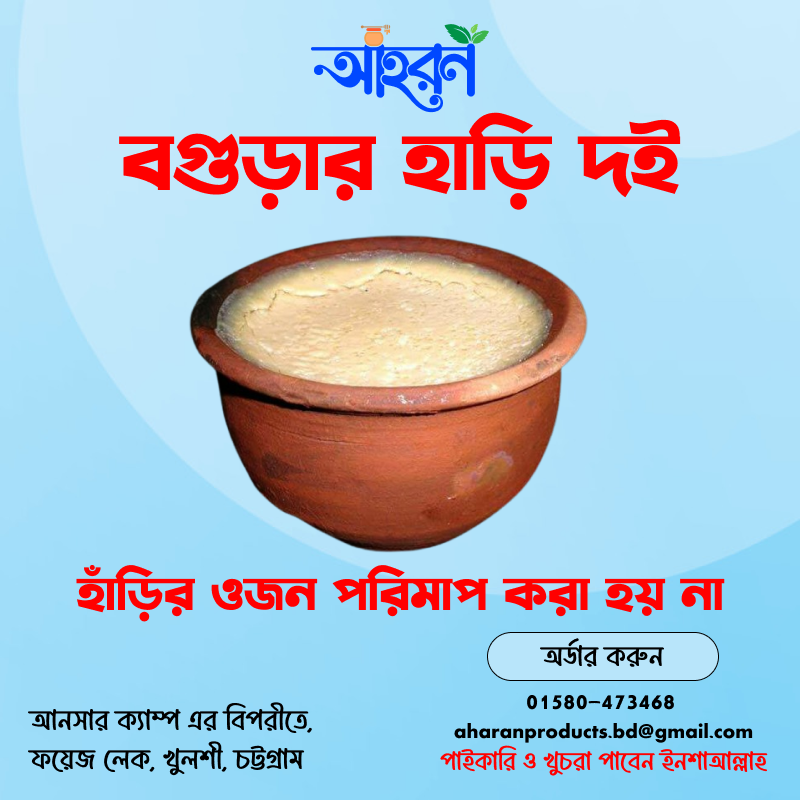 আহরন
বগুড়ার হাড়ি দই
হাঁড়ির ওজন পরিমাপ করা হয় না
অর্ডার করুন
01580-473468
aharanproducts.bd@gmail.com
পাইকারি ও খুচরা পাবেন ইনশাআল্লাহ
আনসার ক্যাম্প এর বিপরীতে,
ফয়েজ লেক, খুলশী, চট্টগ্রাম